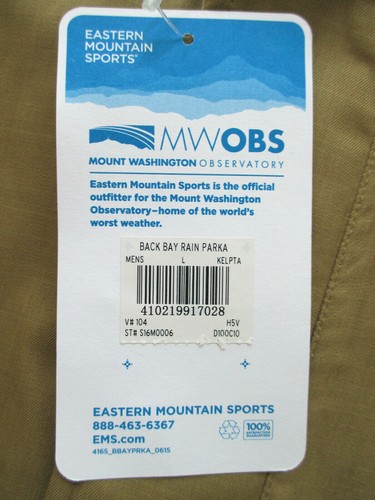 EASTERN
MOUNTAIN
SPORTS®
MWOBS
MOUNT WASHINGTON OBSERVATORY
Eastern Mountain Sports is the official
outfitter for the Mount Washington
Observatory–home of the world's
worst weather.
BACK BAY RAIN PARKA
MENS L KELPTA
410219917028
V# 104 H5V
ST# S16M0006 D100C10
EASTERN MOUNTAIN SPORTS
888-463-6367
EMS.com
100%
SATISFACTION
GUARANTEED
4165_BBAYPRKA_0615